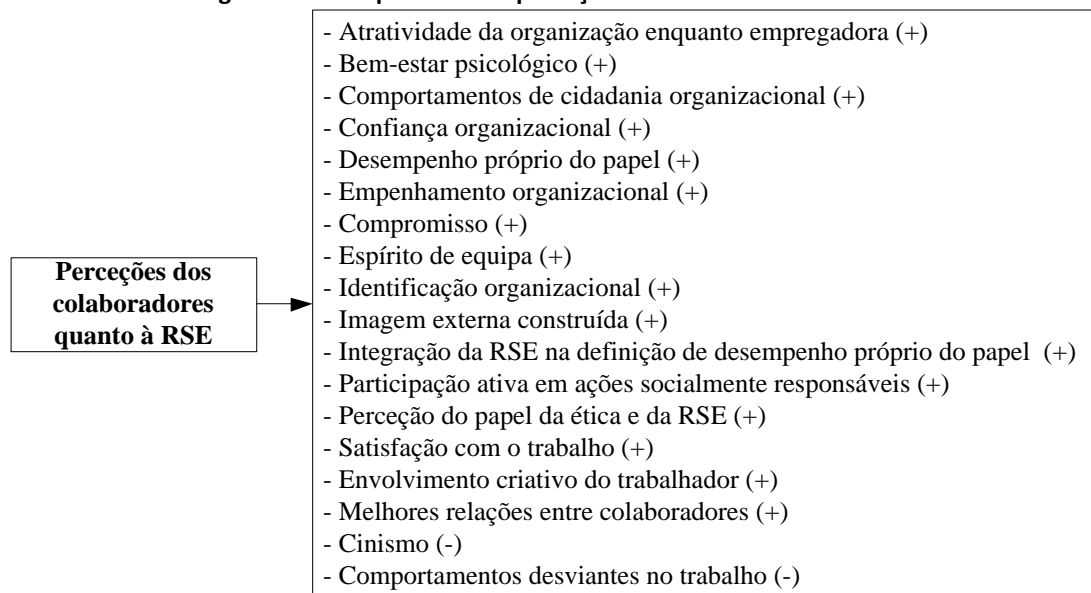 - Atratividade da organização enquanto empregadora (+)
- Bem-estar psicológico (+)
- Comportamentos de cidadania organizacional (+)
- Confiança organizacional (+)
- Desempenho próprio do papel (+)
- Empenhamento organizacional (+)
- Compromisso (+)
- Espírito de equipa (+)
- Identificação organizacional (+)
- Imagem externa construída (+)
- Integração da RSE na definição de desempenho próprio do papel (+)
- Participação ativa em ações socialmente responsáveis (+)
- Perceção do papel da ética e da RSE (+)
- Satisfação com o trabalho (+)
- Envolvimento criativo do trabalhador (+)
- Melhores relações entre colaboradores (+)
- Cinismo (-)
- Comportamentos desviantes no trabalho (-)
Perceções dos
colaboradores
quanto à RSE